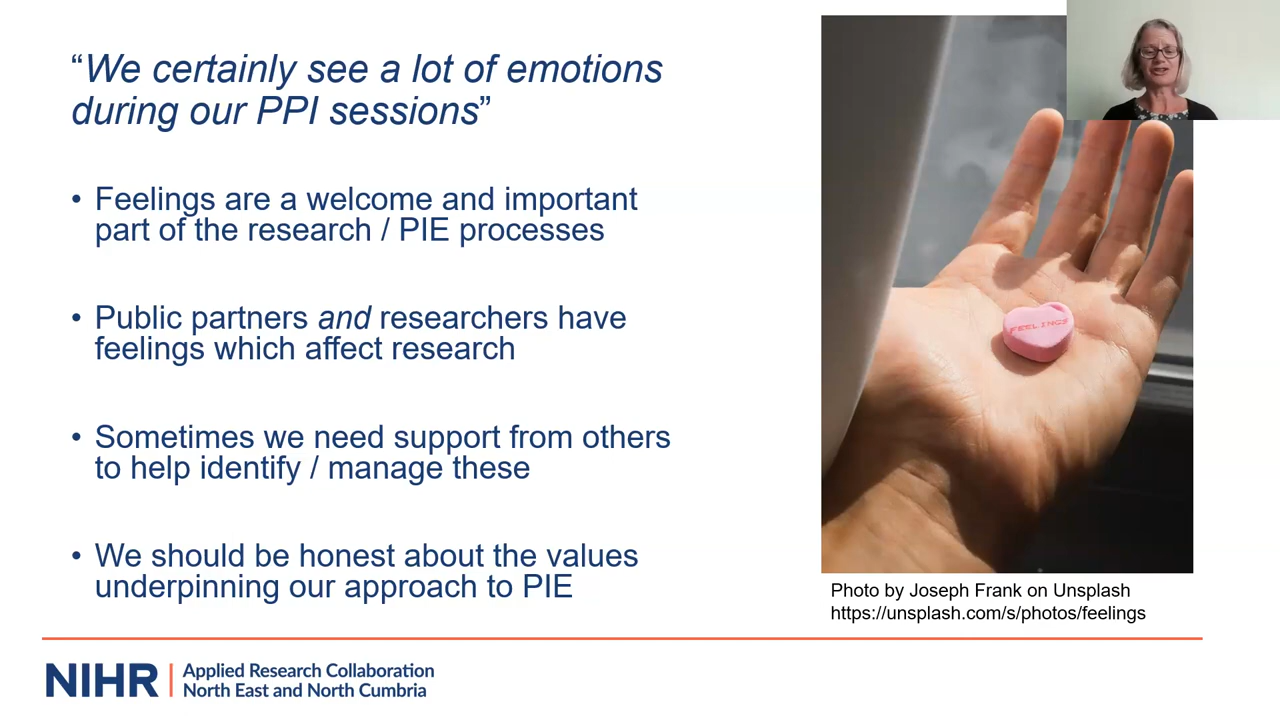 “We certainly see a lot of emotions
during our PPI sessions”
• Feelings are a welcome and important
part of the research / PIE processes
• Public partners and researchers have
feelings which affect research
• Sometimes we need support from others
to help identify / manage these
• We should be honest about the values
underpinning our approach to PIE
FEELINGS
Photo by Joseph Frank on Unsplash
https://unsplash.com/s/photos/feelings
NIHR | Applied Research Collaboration
North East and North Cumbria